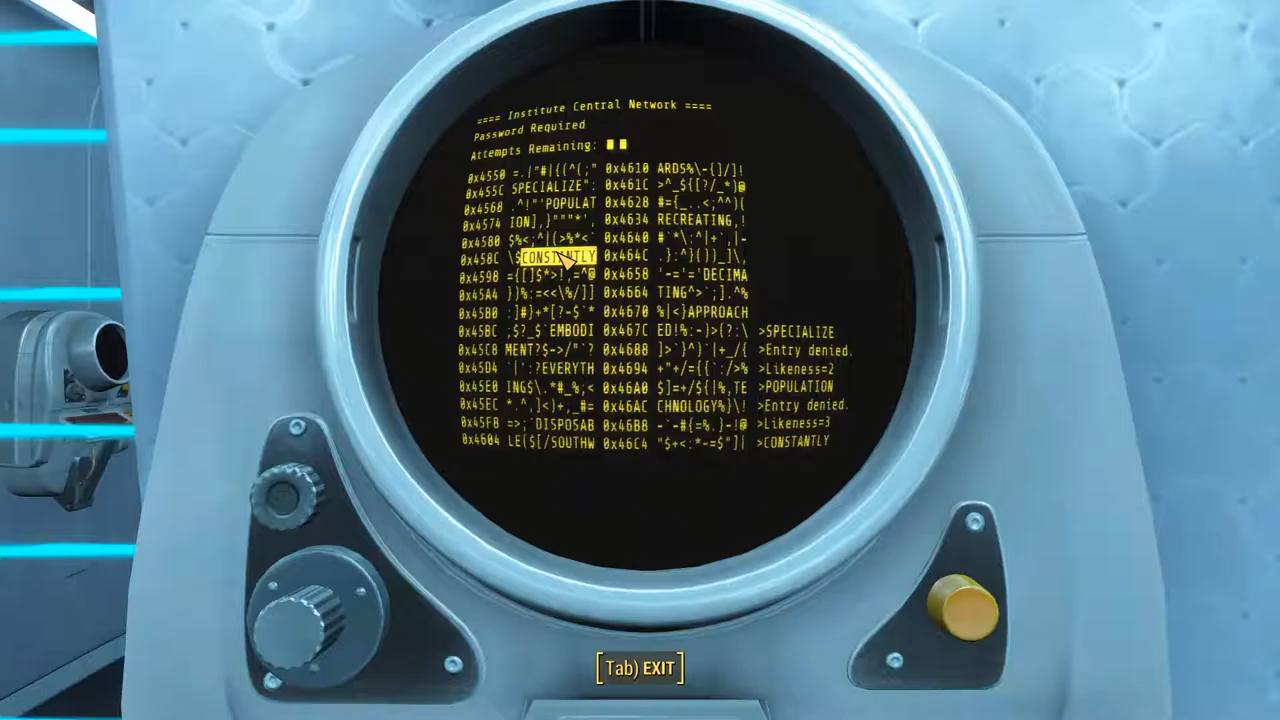 ==== Institute Central Network ====
Password Required
Attempts Remaining: ■ ■
0x4550 =.|"#|{(^(;" 0x4610 ARDS%\-{]/]!
0x455C SPECIALIZE": 0x461C >^_${[?/_*)@
0x4568 .^!"'POPULAT 0x4628 #={_..<;^^)(
0x4574 ION],}"""*', 0x4634 RECREATING,!
0x4580 $%<;^|(>%*<` 0x4640 #`*\:^|+`,|-
0x458C \$CONSTANTLY 0x464C .}:^}())_]\,
0x4598 ={[]$*>!,=^@ 0x4658 '-='='DECIMA
0x45A4 })%:=<<\%/]] 0x4664 TING^>`;].^%
0x45B0 :]#}+*[?-$`* 0x4670 %|<}APPROACH
0x45BC ;$?_$`EMBODI 0x467C ED!%:-)>(?:\ >SPECIALIZE
0x45C8 MENT?$->/"`? 0x4688 ]>`}^)`|+_/{ >Entry denied.
0x45D4 `|':?EVERYTH 0x4694 +"+/={{`:/>% >Likeness=2
0x45E0 ING$\.*#_%;< 0x46A0 $]=+/${|%,TE >POPULATION
0x45EC *.^,]<)+,_#= 0x46AC CHNOLOGY%}\! >Entry denied.
0x45F8 =>;`DISPOSAB 0x46B8 -`-#{=%.}-!@ >Likeness=3
0x4604 LE($[/SOUTHW 0x46C4 "$+<:*-=$"]| >CONSTANTLY
[Tab) EXIT]